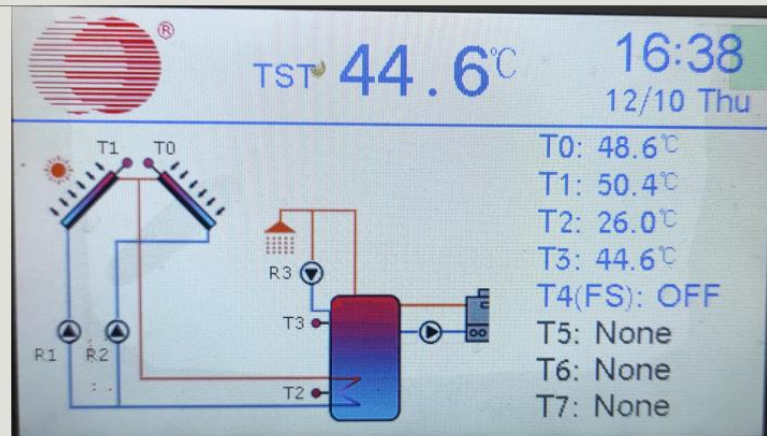 ®
TST 44.6℃
16:38
12/10 Thu
T1 T0
R3
T3
R1 R2
T2
T0: 48.6℃
T1: 50.4℃
T2: 26.0℃
T3: 44.6℃
T4(FS): OFF
T5: None
T6: None
T7: None